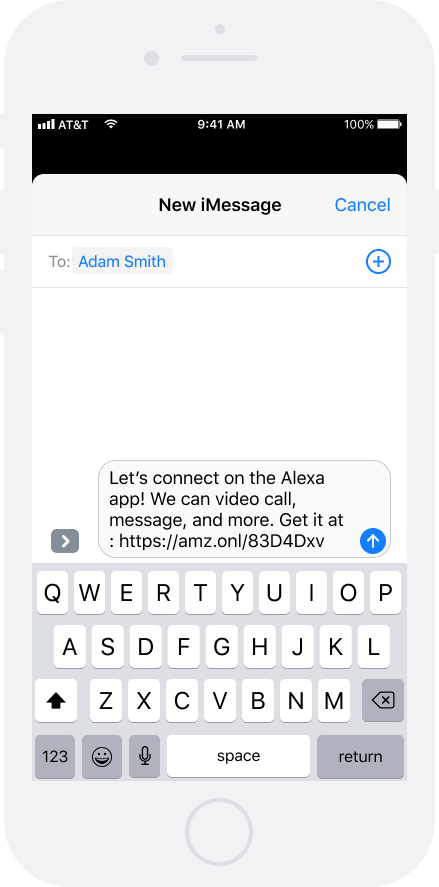 AT&T 9:41 AM 100%
New iMessage Cancel
To: Adam Smith
Let's connect on the Alexa
app! We can video call,
message, and more. Get it at
: https://amz.onl/83D4Dxv
Q W E R T Y U I O P
A S D F G H J K L
Z X C V B N M
123 space return